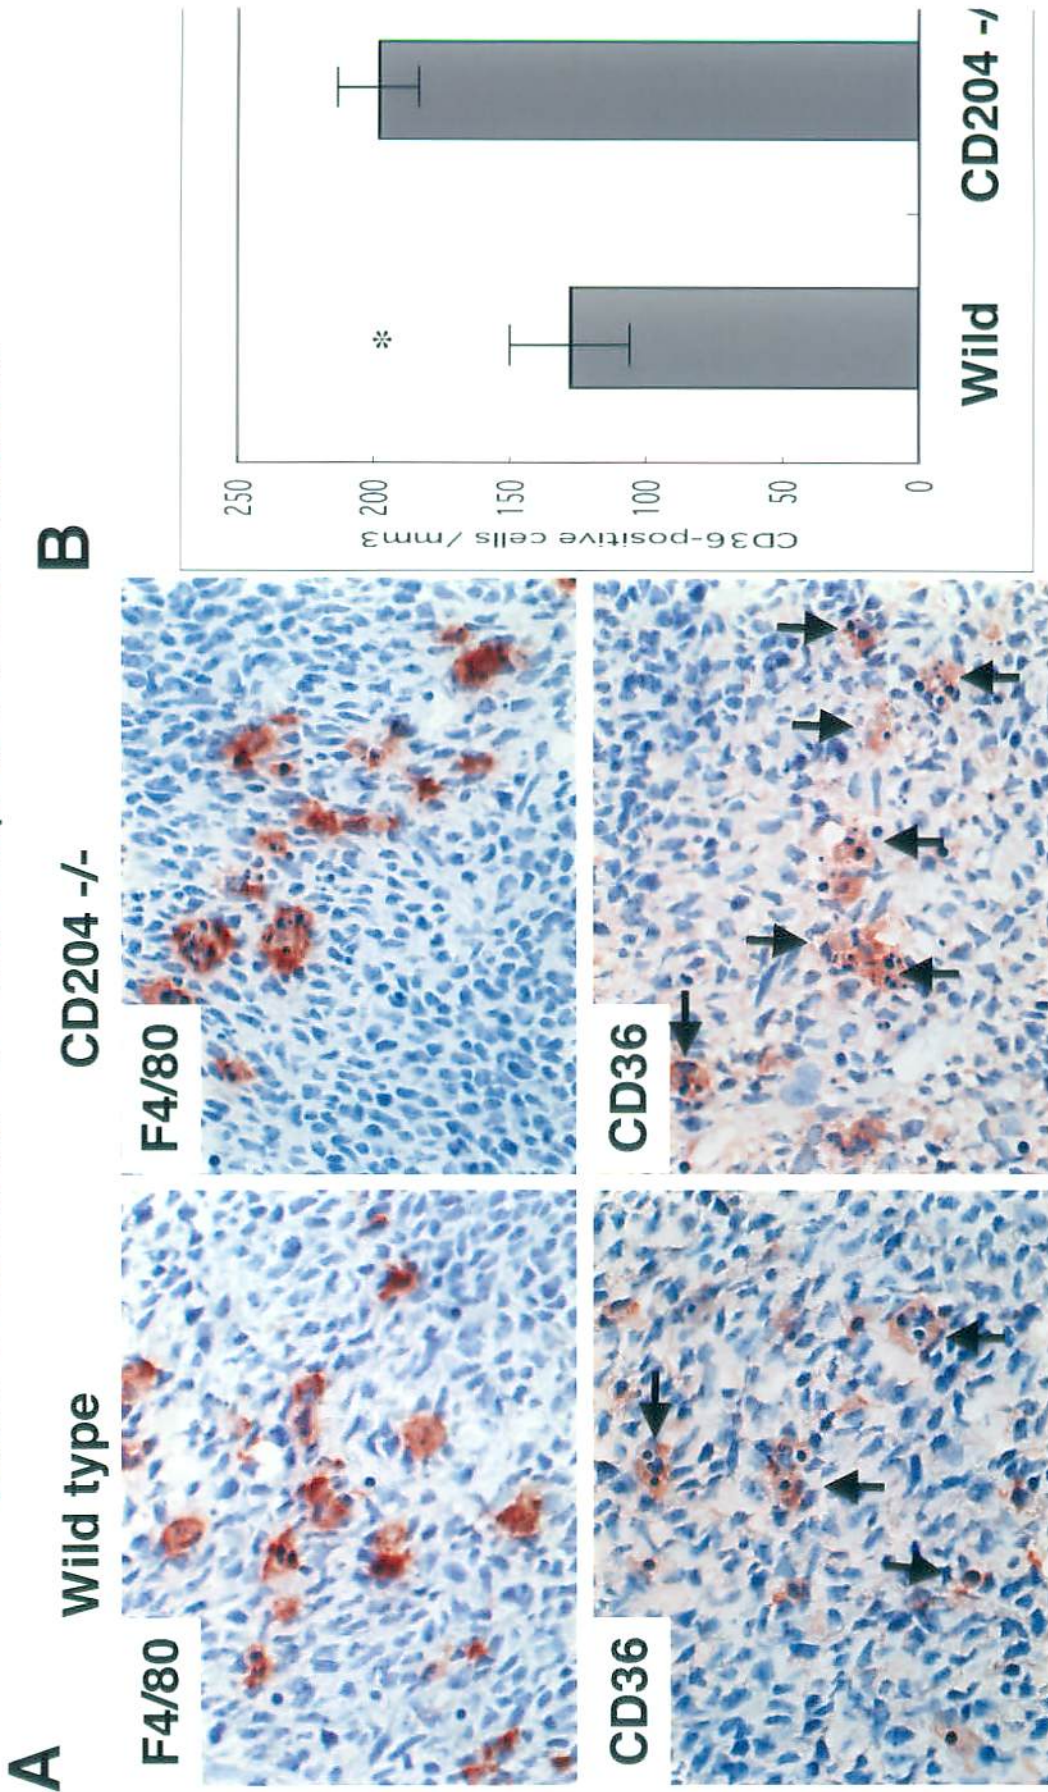 A
Wild type
CD204 -/-
F4/80
F4/80
CD36
CD36
B
CD36-positive cells / mm3
250
200
150
100
50
0
*
Wild
CD204 -/